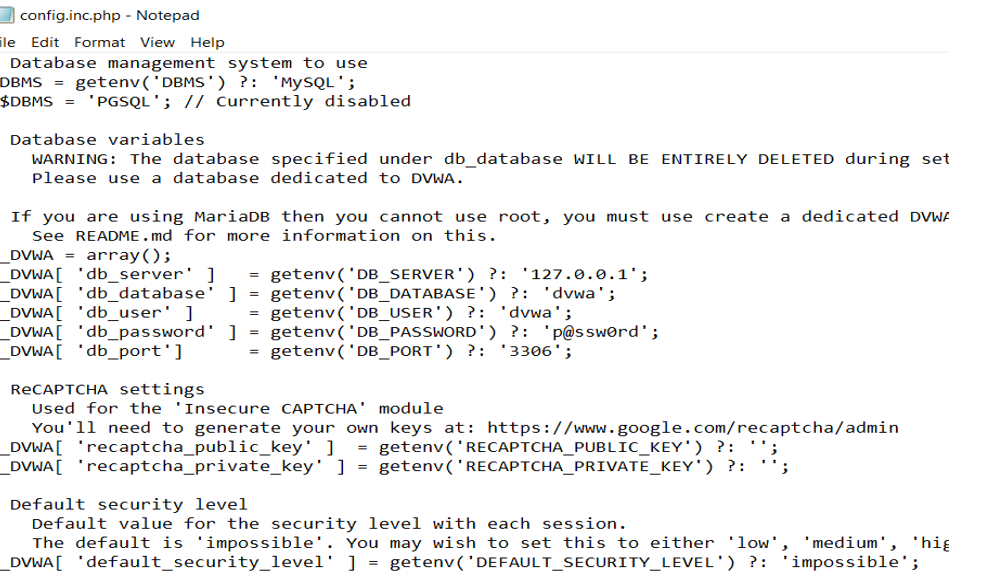 config.inc.php - Notepad
ile Edit Format View Help
Database management system to use
DBMS = getenv('DBMS') ?: 'MySQL';
$DBMS = 'PGSQL'; // Currently disabled
Database variables
WARNING: The database specified under db_database WILL BE ENTIRELY DELETED during set
Please use a database dedicated to DVWA.
If you are using MariaDB then you cannot use root, you must use create a dedicated DVWA
See README.md for more information on this.
_DVWA = array();
_DVWA[ 'db_server' ]   = getenv('DB_SERVER') ?: '127.0.0.1';
_DVWA[ 'db_database' ] = getenv('DB_DATABASE') ?: 'dvwa';
_DVWA[ 'db_user' ]     = getenv('DB_USER') ?: 'dvwa';
_DVWA[ 'db_password' ] = getenv('DB_PASSWORD') ?: 'p@ssw0rd';
_DVWA[ 'db_port']      = getenv('DB_PORT') ?: '3306';
ReCAPTCHA settings
Used for the 'Insecure CAPTCHA' module
You'll need to generate your own keys at: https://www.google.com/recaptcha/admin
_DVWA[ 'recaptcha_public_key' ]  = getenv('RECAPTCHA_PUBLIC_KEY') ?: '';
_DVWA[ 'recaptcha_private_key' ] = getenv('RECAPTCHA_PRIVATE_KEY') ?: '';
Default security level
Default value for the security level with each session.
The default is 'impossible'. You may wish to set this to either 'low', 'medium', 'hig
_DVWA[ 'default_security_level' ] = getenv('DEFAULT_SECURITY_LEVEL') ?: 'impossible';